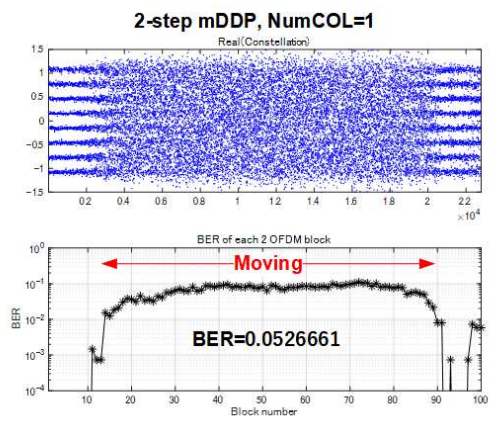 2-step mDDP, NumCOL=1
Real(Constellation)
1.5
1
0.5
0
−0.5
−1
−1.5
0.2 0.4 0.6 0.8 1 1.2 1.4 1.6 1.8 2 2.2
×10⁴
BER of each 2 OFDM block
10⁰
10⁻¹
10⁻²
10⁻³
10⁻⁴
BER
Moving
BER=0.0526661
10 20 30 40 50 60 70 80 90 100
Block number